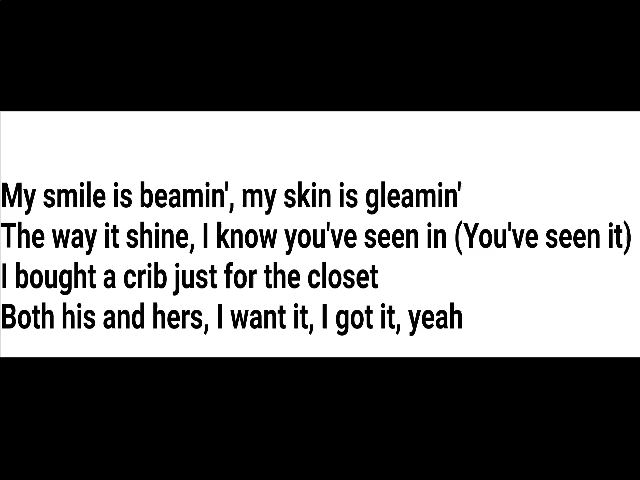 My smile is beamin', my skin is gleamin'
The way it shine, I know you've seen in (You've seen it)
I bought a crib just for the closet
Both his and hers, I want it, I got it, yeah